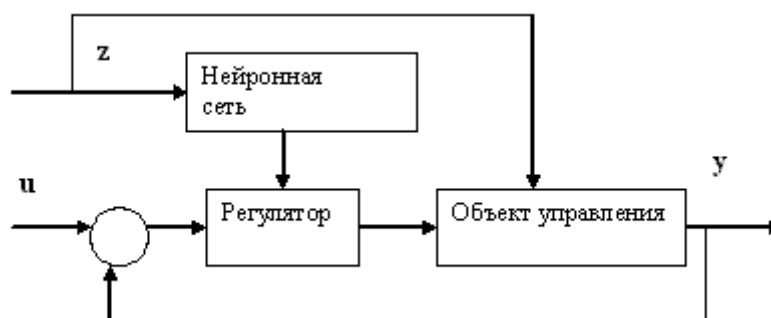 z
Нейронная
сеть
u
Регулятор
Объект управления
y